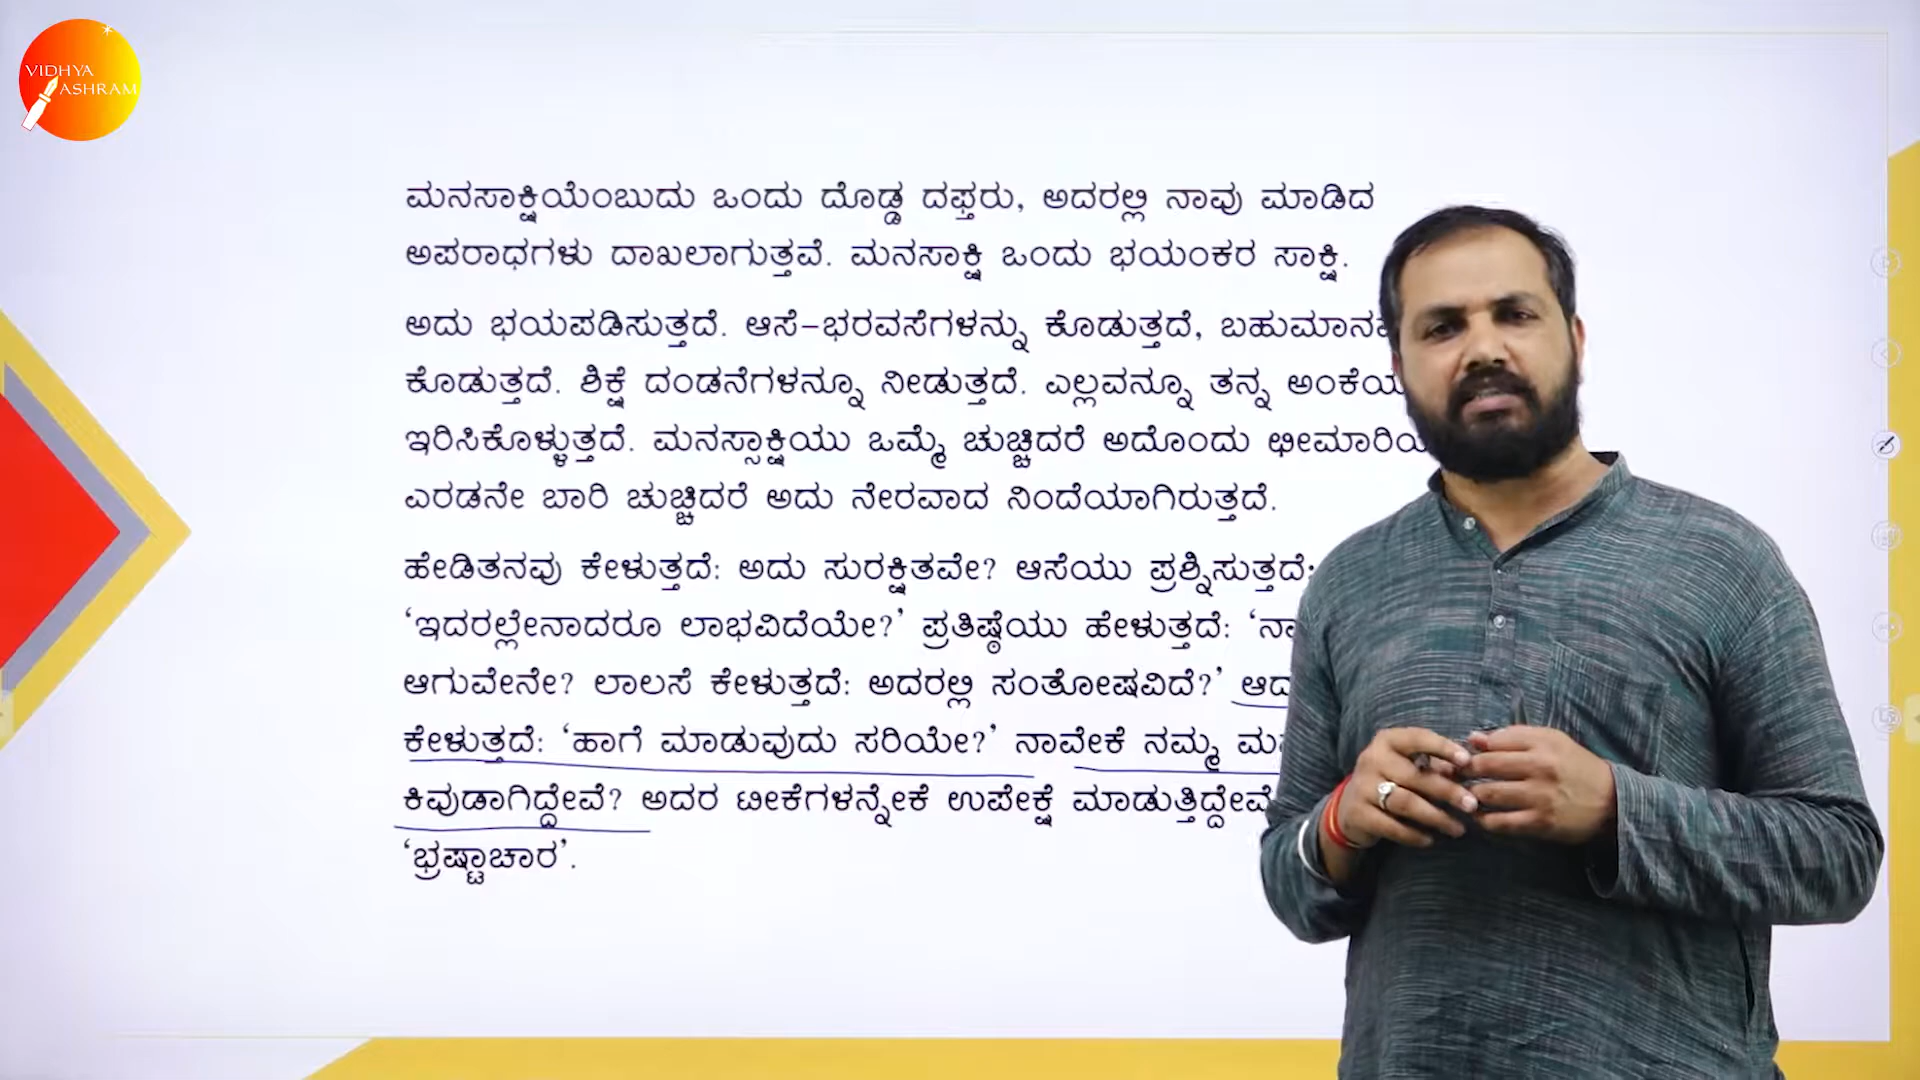 VIDHYA
ASHRAM
ಮನಸಾಕ್ಷಿಯೆಂಬುದು ಒಂದು ದೊಡ್ಡ ದಫ್ತರು, ಅದರಲ್ಲಿ ನಾವು ಮಾಡಿದ
ಅಪರಾಧಗಳು ದಾಖಲಾಗುತ್ತವೆ. ಮನಸಾಕ್ಷಿ ಒಂದು ಭಯಂಕರ ಸಾಕ್ಷಿ.
ಅದು ಭಯಪಡಿಸುತ್ತದೆ. ಆಸೆ-ಭರವಸೆಗಳನ್ನು ಕೊಡುತ್ತದೆ,
ಕೊಡುತ್ತದೆ. ಶಿಕ್ಷೆ ದಂಡನೆಗಳನ್ನೂ ನೀಡುತ್ತದೆ. ಎಲ್ಲವನ್ನೂ ತನ್ನ
ಇರಿಸಿಕೊಳ್ಳುತ್ತದೆ. ಮನಸ್ಸಾಕ್ಷಿಯು ಒಮ್ಮೆ ಚುಚ್ಚಿದರೆ ಅದೊಂದು
ಎರಡನೇ ಬಾರಿ ಚುಚ್ಚಿದರೆ ಅದು ನೇರವಾದ ನಿಂದೆಯಾಗಿರುತ್ತದೆ.
ಹೇಡಿತನವು ಕೇಳುತ್ತದೆ: ಅದು ಸುರಕ್ಷಿತವೇ? ಆಸೆಯು ಪ್ರಶ್ನಿಸುತ್ತದೆ:
‘ಇದರಲ್ಲೇನಾದರೂ ಲಾಭವಿದೆಯೇ?’ ಪ್ರತಿಷ್ಠೆಯು ಹೇಳುತ್ತದೆ:
ಆಗುವೇನೇ? ಲಾಲಸೆ ಕೇಳುತ್ತದೆ: ಅದರಲ್ಲಿ ಸಂತೋಷವಿದೆ?’
ಕೇಳುತ್ತದೆ: ‘ಹಾಗೆ ಮಾಡುವುದು ಸರಿಯೇ?’ ನಾವೇಕೆ ನಮ್ಮ
ಕಿವುಡಾಗಿದ್ದೇವೆ? ಅದರ ಟೀಕೆಗಳನ್ನೇಕೆ ಉಪೇಕ್ಷೆ ಮಾಡುತ್ತಿದ್ದೇವೆ
‘ಭ್ರಷ್ಟಾಚಾರ’.